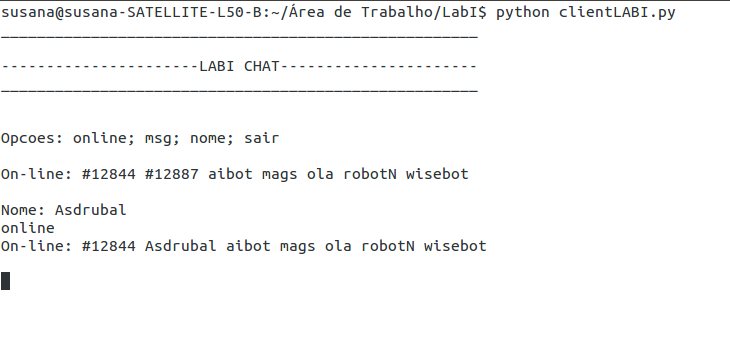 susana@susana-SATELLITE-L50-B:~/Área de Trabalho/LabI$ python clientLABI.py
_____________________________________________________
----------------------LABI CHAT----------------------
_____________________________________________________
Opcoes: online; msg; nome; sair
On-line: #12844 #12887 aibot mags ola robotN wisebot
Nome: Asdrubal
online
On-line: #12844 Asdrubal aibot mags ola robotN wisebot